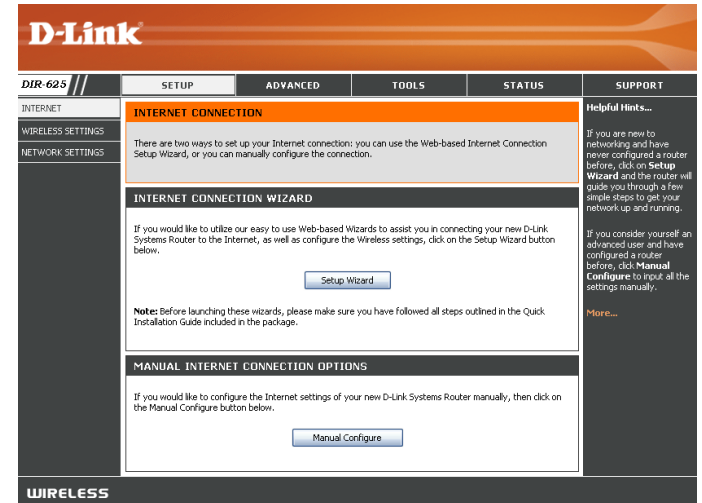 D-Link
DIR-625
SETUP
ADVANCED
TOOLS
STATUS
SUPPORT
INTERNET
WIRELESS SETTINGS
NETWORK SETTINGS
INTERNET CONNECTION
There are two ways to set up your Internet connection: you can use the Web-based Internet Connection
Setup Wizard, or you can manually configure the connection.
INTERNET CONNECTION WIZARD
If you would like to utilize our easy to use Web-based Wizards to assist you in connecting your new D-Link
Systems Router to the Internet, as well as configure the Wireless settings, click on the Setup Wizard button
below.
Setup Wizard
Note: Before launching these wizards, please make sure you have followed all steps outlined in the Quick
Installation Guide included in the package.
MANUAL INTERNET CONNECTION OPTIONS
If you would like to configure the Internet settings of your new D-Link Systems Router manually, then click on
the Manual Configure button below.
Manual Configure
Helpful Hints...
If you are new to
networking and have
never configured a router
before, click on Setup
Wizard and the router will
guide you through a few
simple steps to get your
network up and running.
If you consider yourself an
advanced user and have
configured a router
before, click Manual
Configure to input all the
settings manually.
More...
WIRELESS